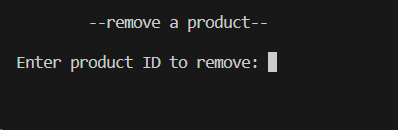 --remove a product--
Enter product ID to remove: